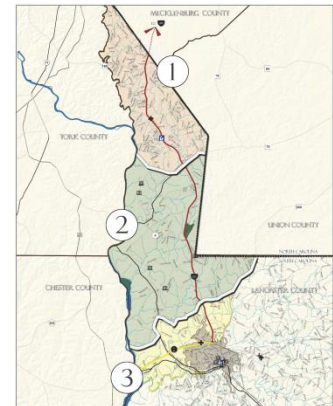 MECKLENBURG COUNTY
1
YORK COUNTY
2
UNION COUNTY
NORTH CAROLINA
SOUTH CAROLINA
CHESTER COUNTY
LANCASTER COUNTY
3